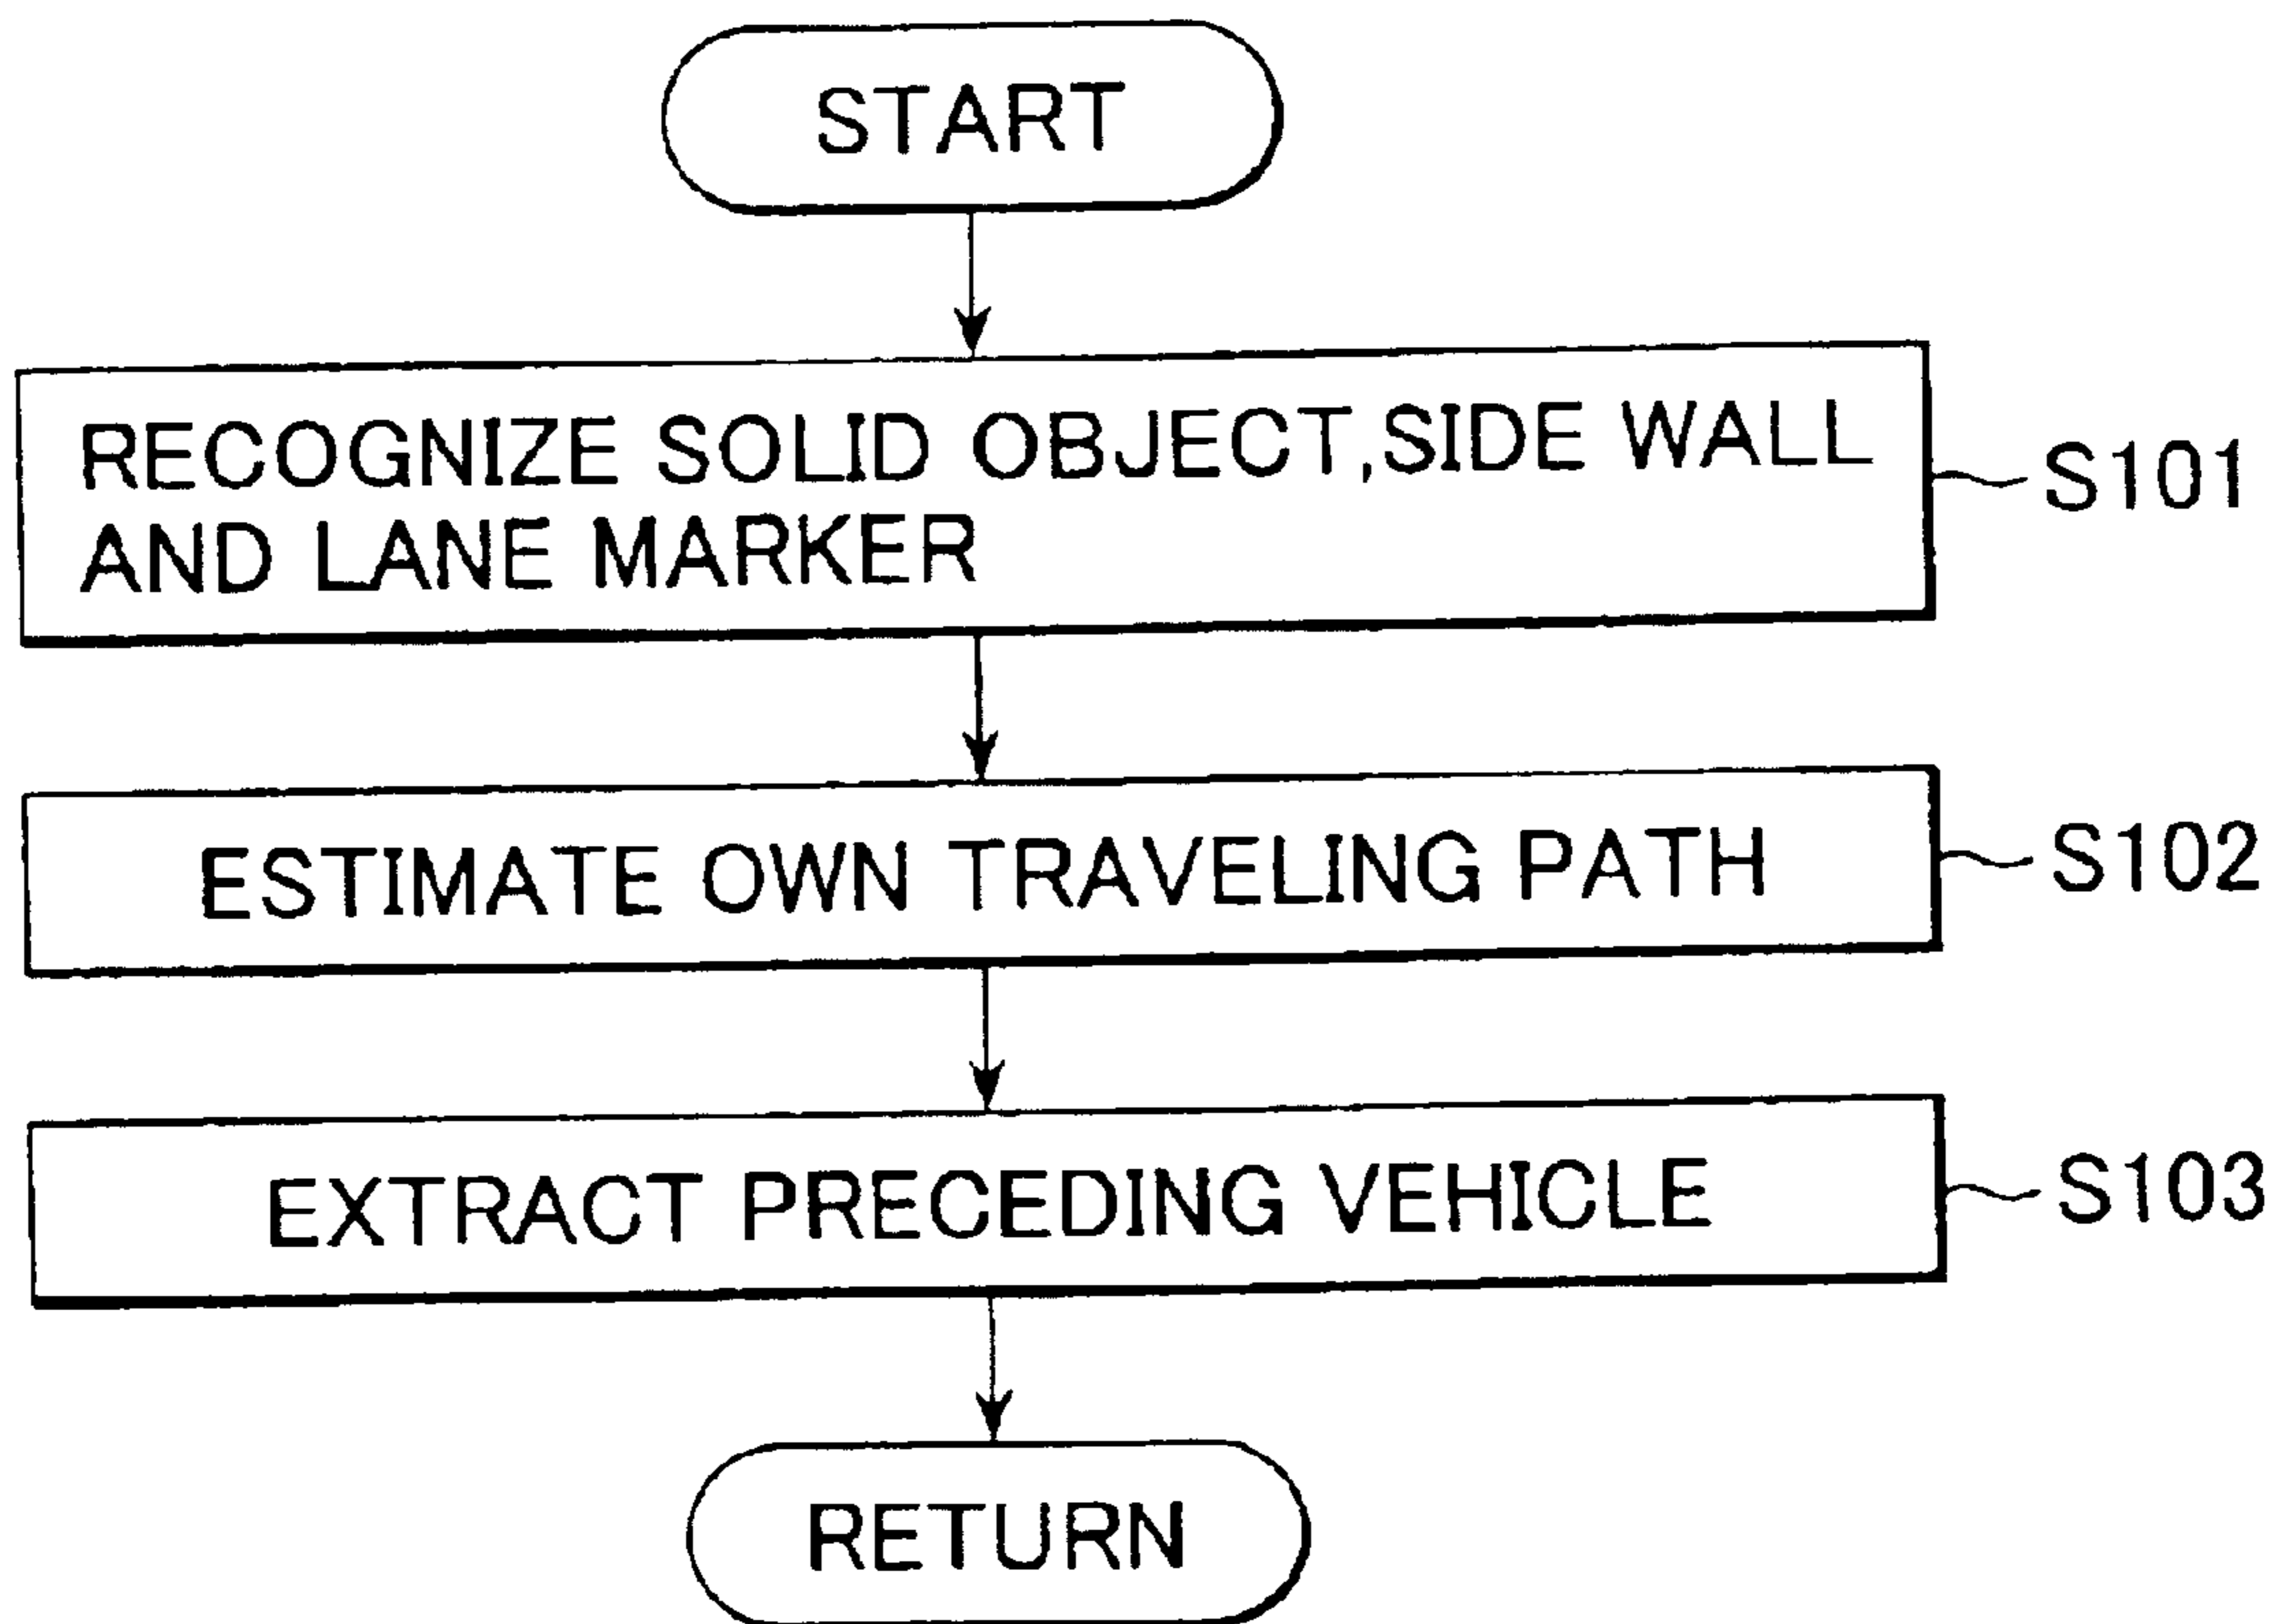 START
RECOGNIZE SOLID OBJECT,SIDE WALL
AND LANE MARKER
S101
ESTIMATE OWN TRAVELING PATH
S102
EXTRACT PRECEDING VEHICLE
S103
RETURN